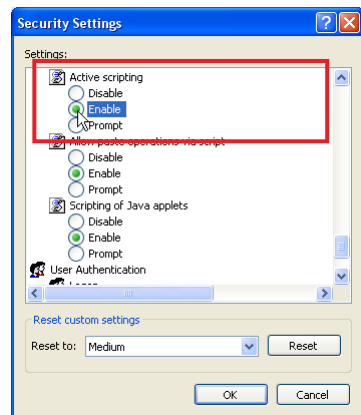 Security Settings
Settings:
Active scripting
Disable
Enable
Prompt
Allow paste operations via script
Disable
Enable
Prompt
Scripting of Java applets
Disable
Enable
Prompt
User Authentication
Logon
Reset custom settings
Reset to: Medium Reset
OK Cancel